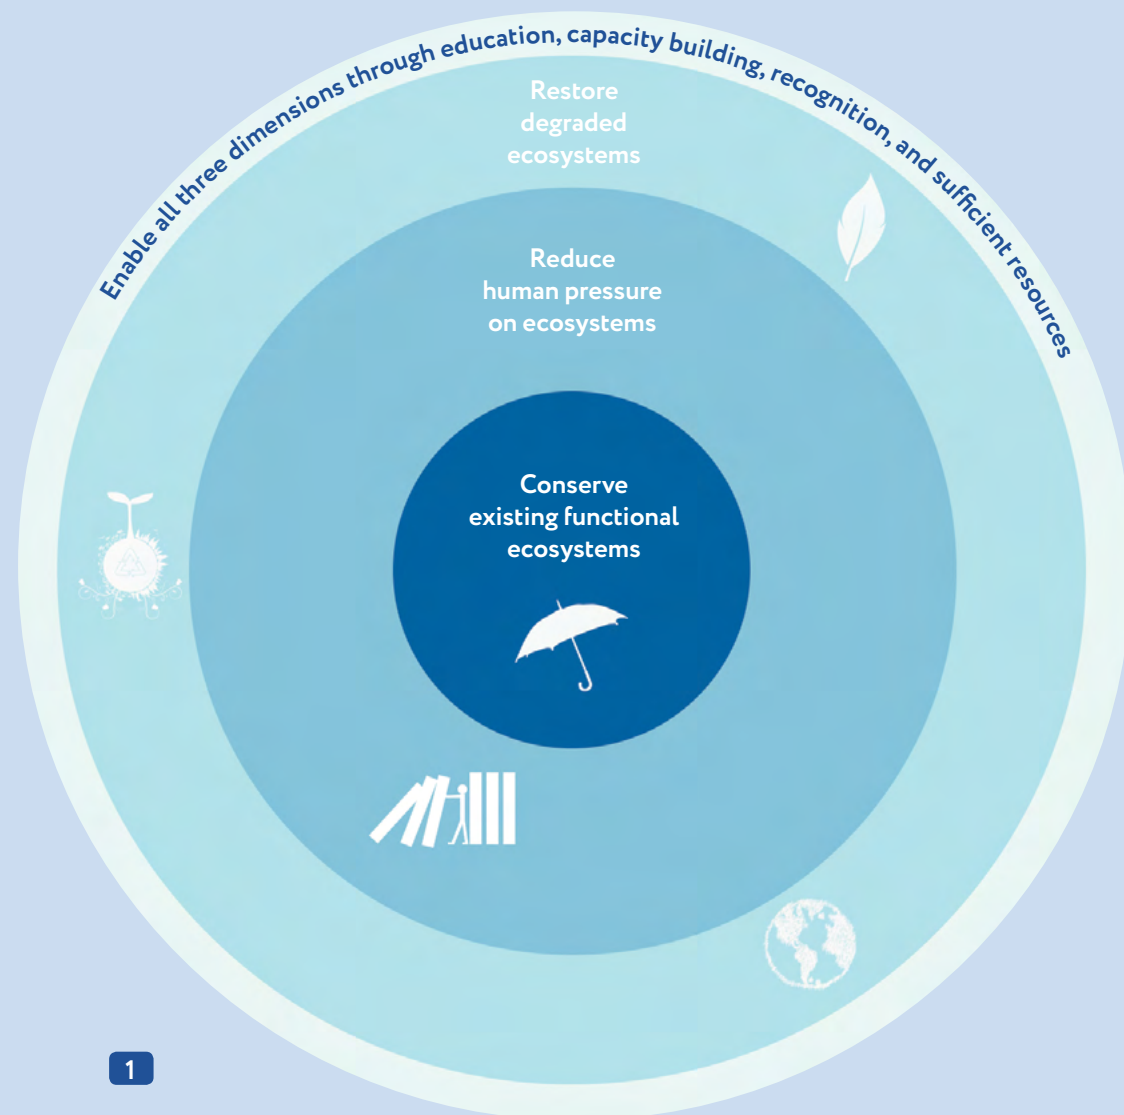 Enable all three dimensions through education, capacity building, recognition, and sufficient resources
Restore
degraded
ecosystems
Reduce
human pressure
on ecosystems
Conserve
existing functional
ecosystems
1